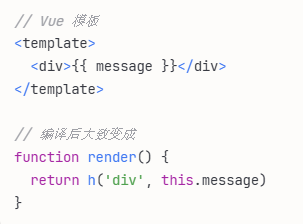 // Vue 模板
<template>
  <div>{{ message }}</div>
</template>

// 编译后大致变成
function render() {
  return h('div', this.message)
}